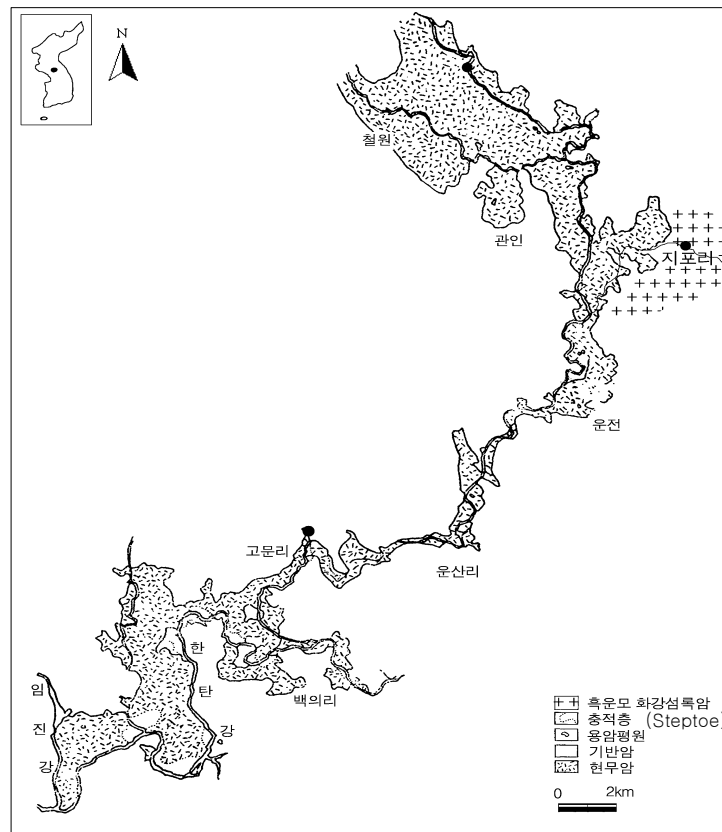 N
철원
관인
지포리
운전
고문리
운산리
한
탄
강
백의리
임
진
강
흑운모 화강섬록암
충적층 (Steptoe)
용암평원
기반암
현무암
0 2km